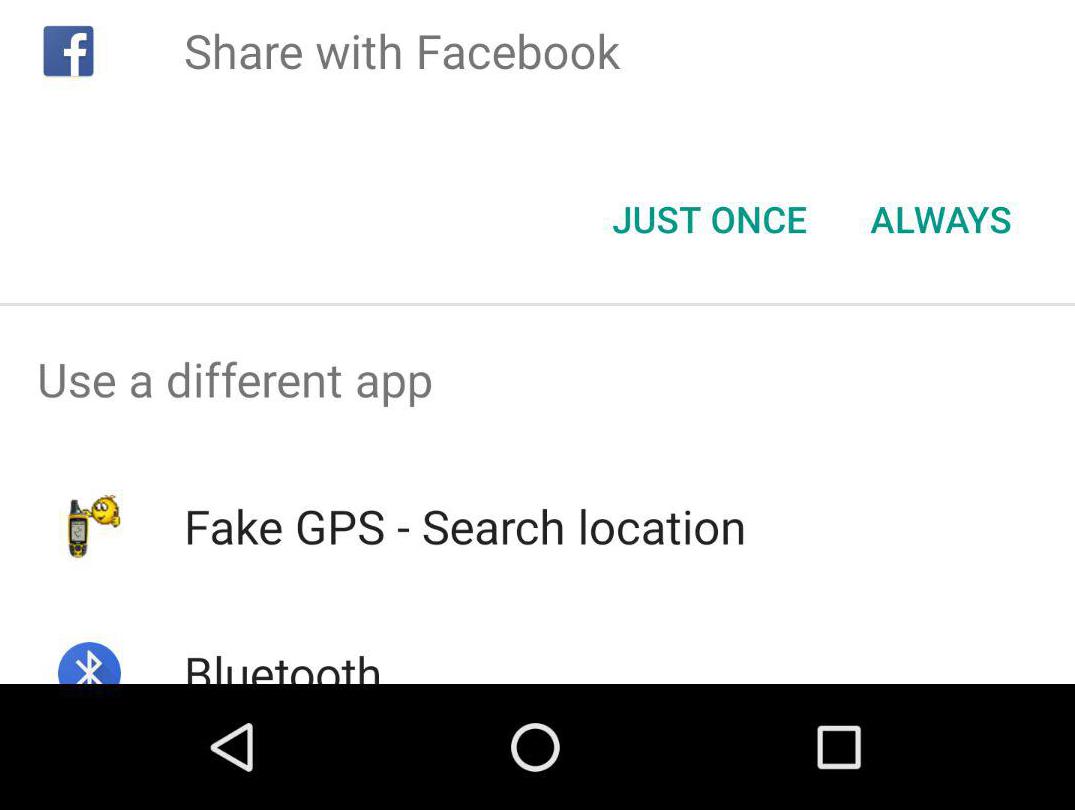 Share with Facebook
JUST ONCE ALWAYS
Use a different app
Fake GPS - Search location
Bluetooth